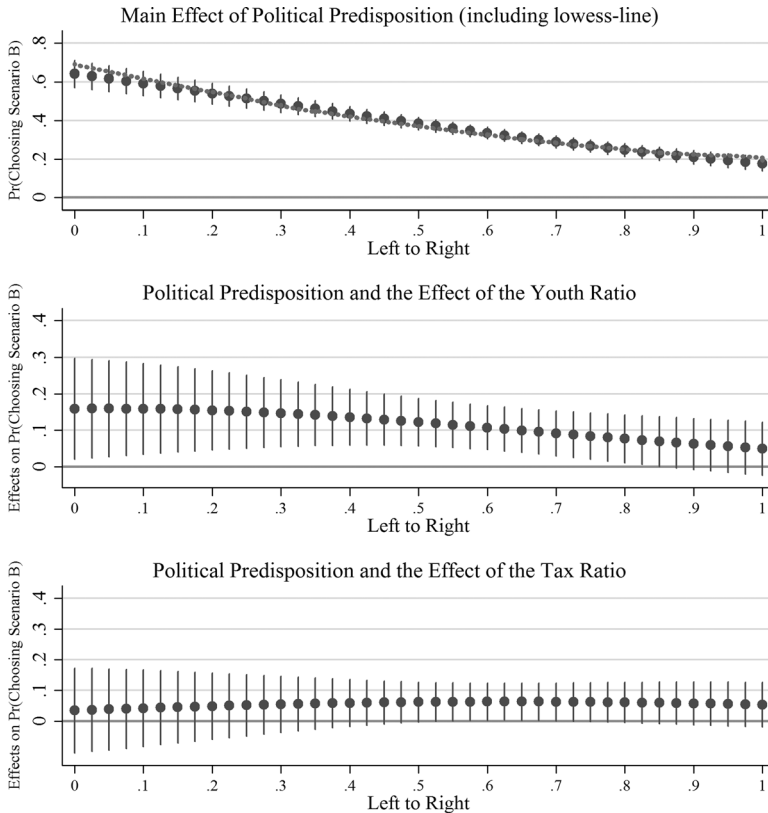 Main Effect of Political Predisposition (including lowess-line)
Pr(Choosing Scenario B)
.8
.6
.4
.2
0
0 .1 .2 .3 .4 .5 .6 .7 .8 .9 1
Left to Right
Political Predisposition and the Effect of the Youth Ratio
Effects on Pr(Choosing Scenario B)
.4
.3
.2
.1
0
0 .1 .2 .3 .4 .5 .6 .7 .8 .9 1
Left to Right
Political Predisposition and the Effect of the Tax Ratio
Effects on Pr(Choosing Scenario B)
.4
.3
.2
.1
0
0 .1 .2 .3 .4 .5 .6 .7 .8 .9 1
Left to Right